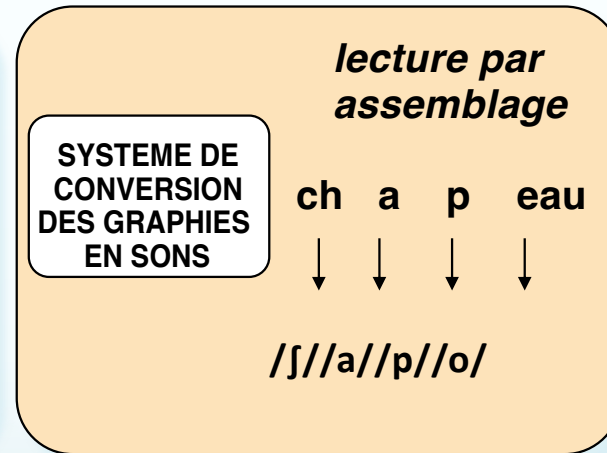 lecture par
assemblage
SYSTEME DE
CONVERSION
DES GRAPHIES
EN SONS
ch a p eau
/ʃ//a//p//o/